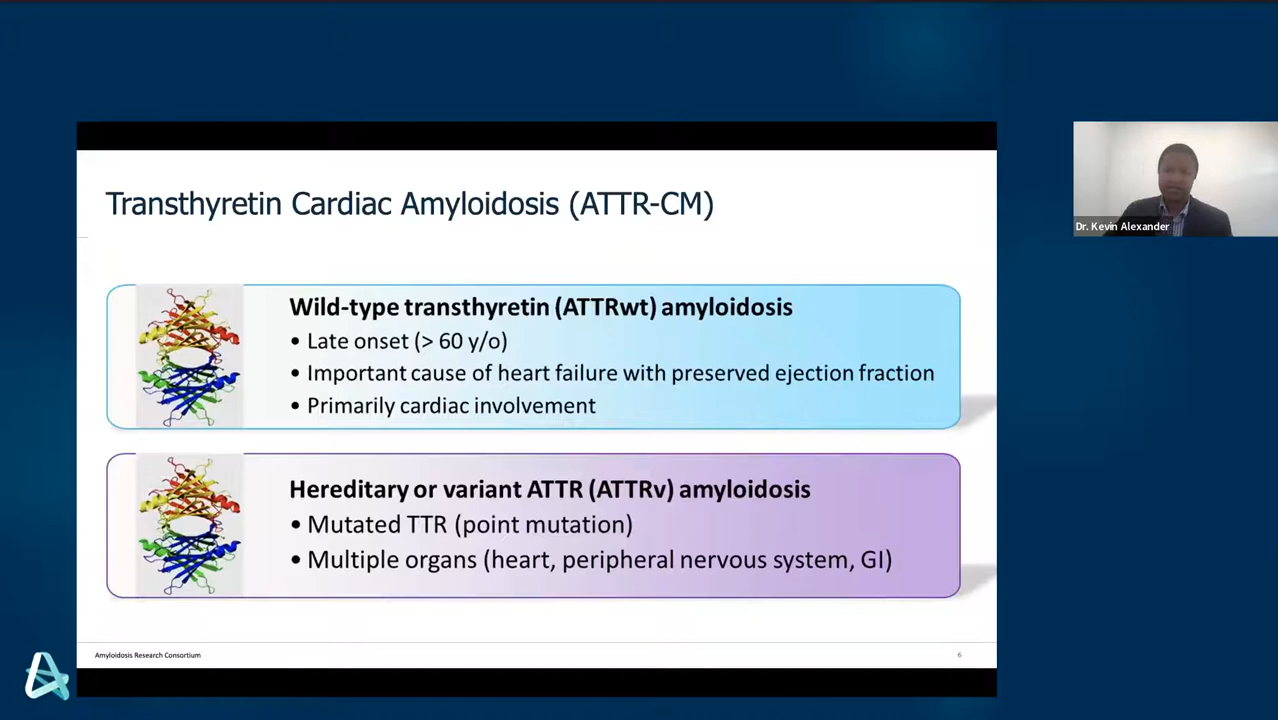 Transthyretin Cardiac Amyloidosis (ATTR-CM)
Wild-type transthyretin (ATTRwt) amyloidosis
• Late onset (> 60 y/o)
• Important cause of heart failure with preserved ejection fraction
• Primarily cardiac involvement
Hereditary or variant ATTR (ATTRv) amyloidosis
• Mutated TTR (point mutation)
• Multiple organs (heart, peripheral nervous system, GI)
Amyloidosis Research Consortium
6
Dr. Kevin Alexander